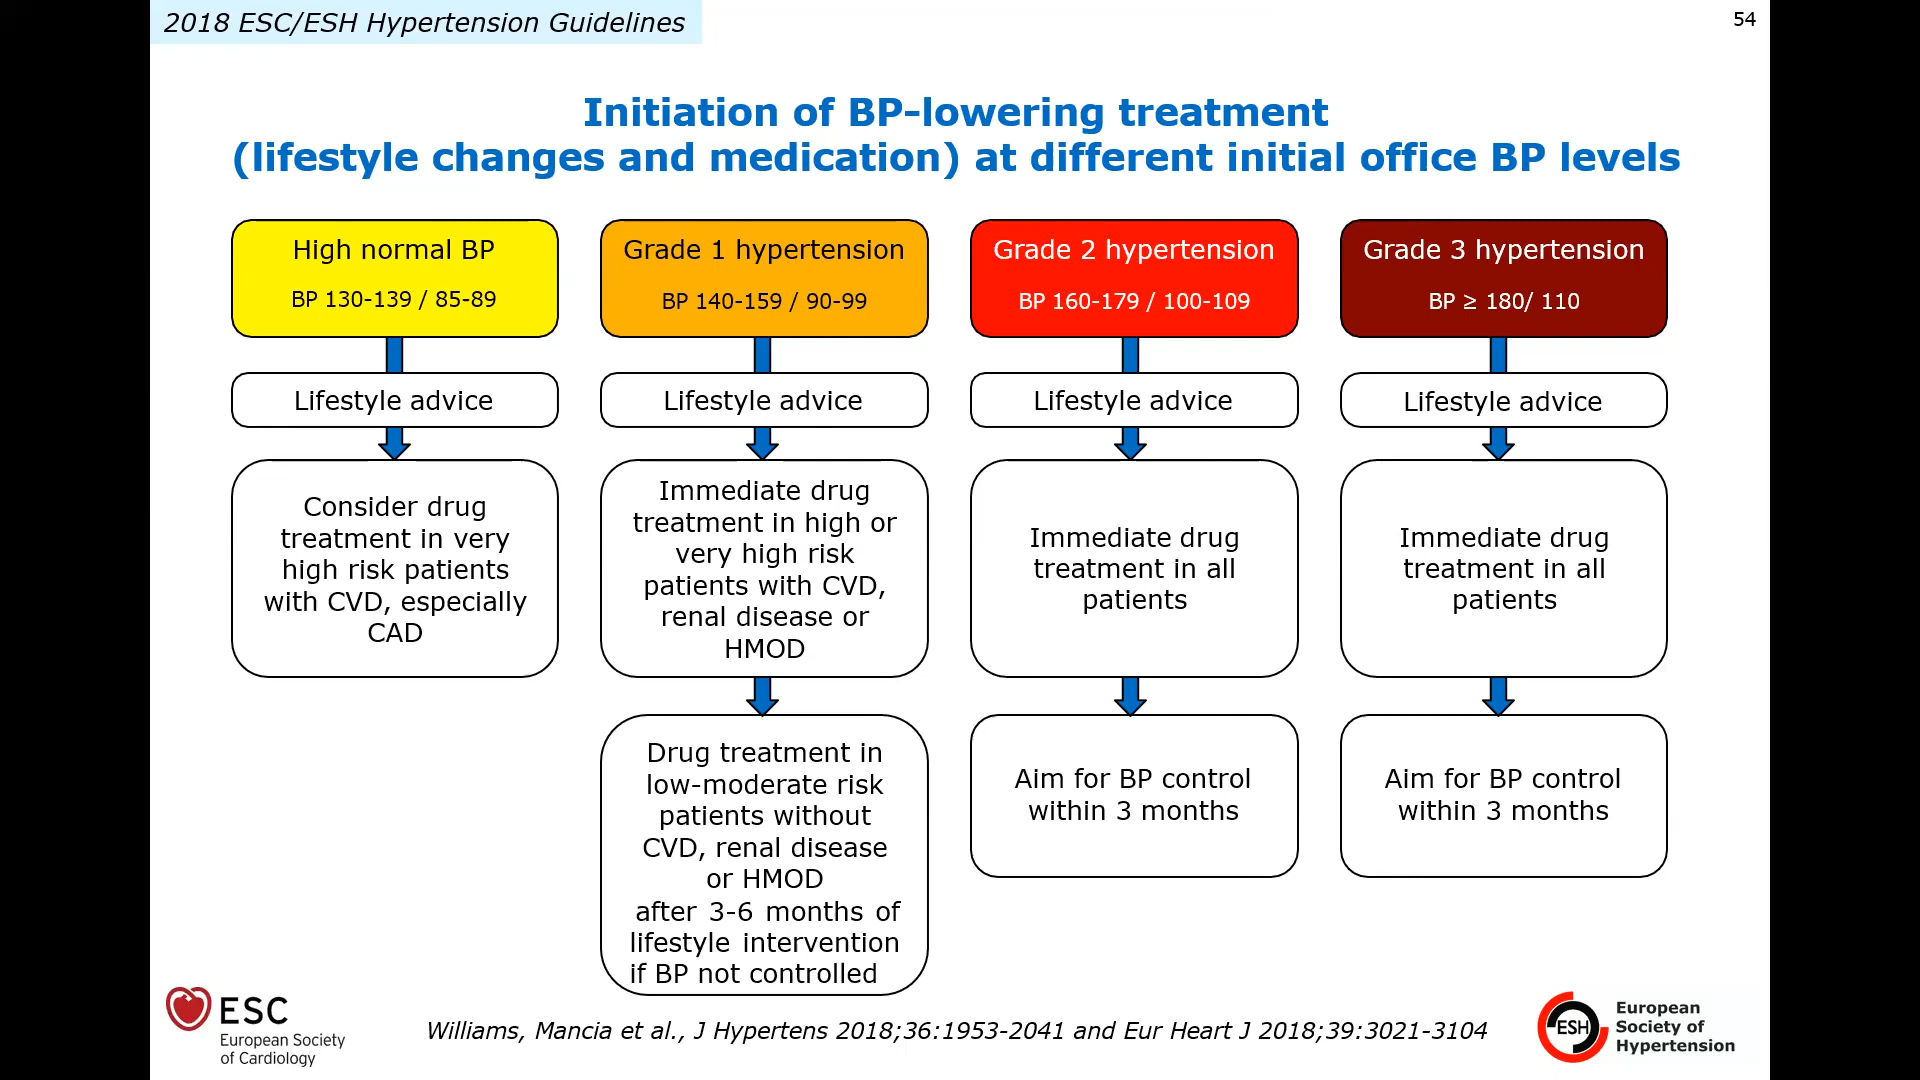 2018 ESC/ESH Hypertension Guidelines
54
Initiation of BP-lowering treatment
(lifestyle changes and medication) at different initial office BP levels
High normal BP
BP 130-139 / 85-89
Lifestyle advice
Consider drug
treatment in very
high risk patients
with CVD, especially
CAD
Grade 1 hypertension
BP 140-159 / 90-99
Lifestyle advice
Immediate drug
treatment in high or
very high risk
patients with CVD,
renal disease or
HMOD
Drug treatment in
low-moderate risk
patients without
CVD, renal disease
or HMOD
after 3-6 months of
lifestyle intervention
if BP not controlled
Grade 2 hypertension
BP 160-179 / 100-109
Lifestyle advice
Immediate drug
treatment in all
patients
Aim for BP control
within 3 months
Grade 3 hypertension
BP ≥ 180/ 110
Lifestyle advice
Immediate drug
treatment in all
patients
Aim for BP control
within 3 months
ESC
European Society
of Cardiology
Williams, Mancia et al., J Hypertens 2018;36:1953-2041 and Eur Heart J 2018;39:3021-3104
ESH
European
Society of
Hypertension